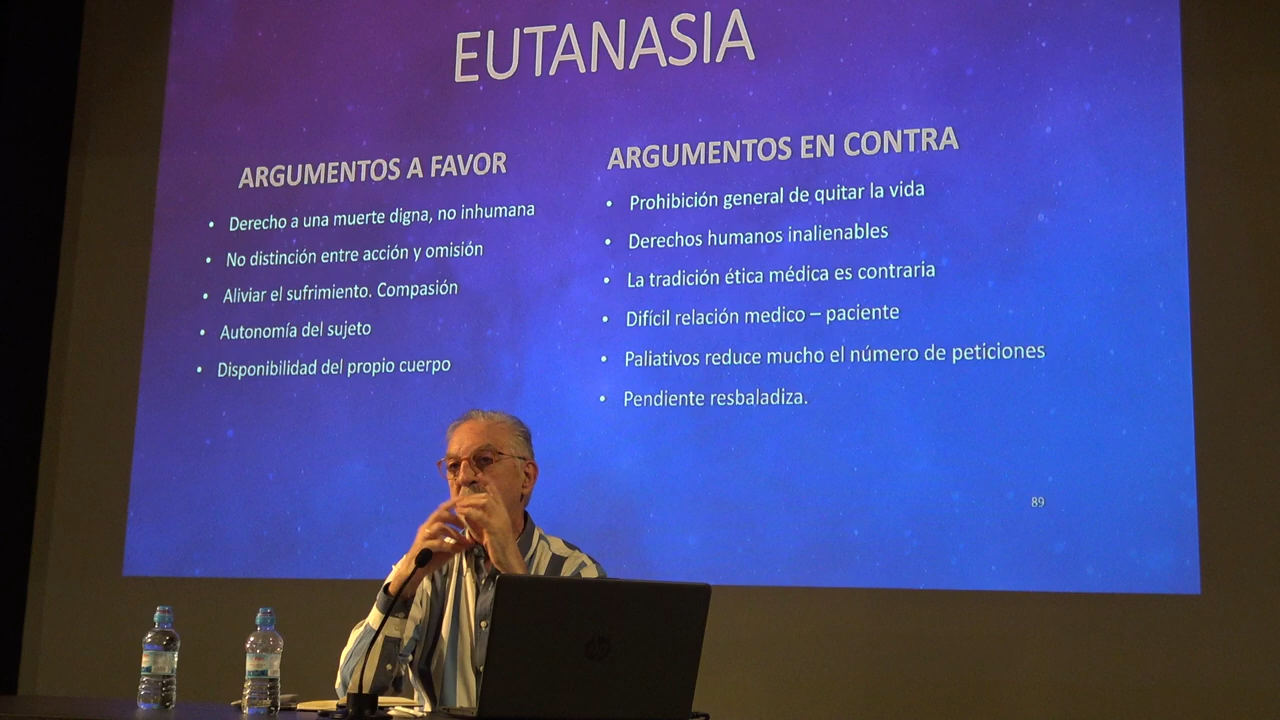 EUTANASIA
ARGUMENTOS A FAVOR
• Derecho a una muerte digna, no inhumana
• No distinción entre acción y omisión
• Aliviar el sufrimiento. Compasión
• Autonomía del sujeto
• Disponibilidad del propio cuerpo
ARGUMENTOS EN CONTRA
• Prohibición general de quitar la vida
• Derechos humanos inalienables
• La tradición ética médica es contraria
• Difícil relación medico – paciente
• Paliativos reduce mucho el número de peticiones
• Pendiente resbaladiza.
89
hp